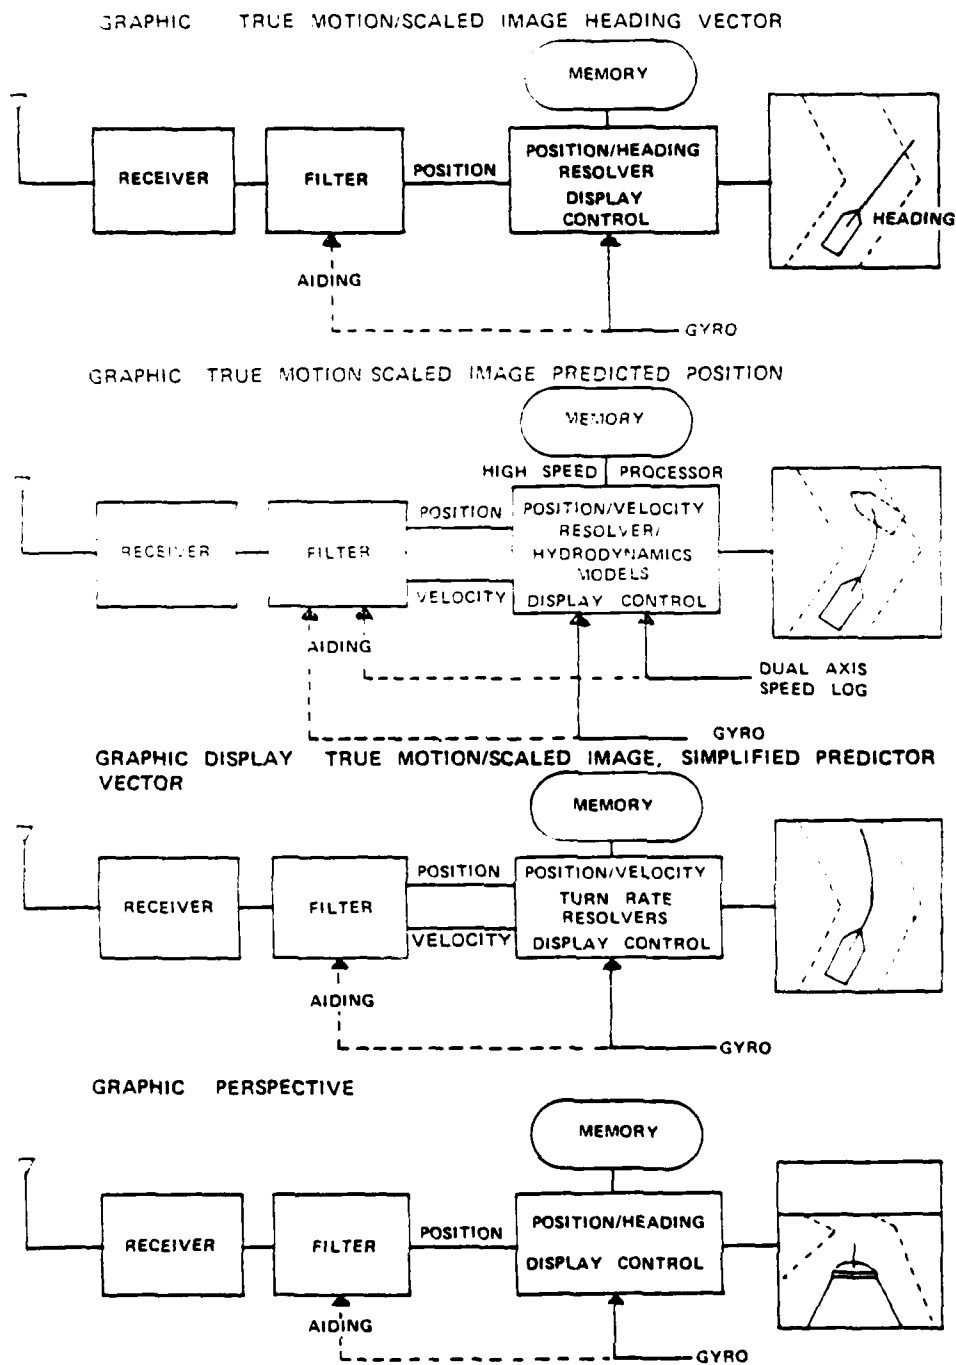 GRAPHIC TRUE MOTION/SCALED IMAGE HEADING VECTOR
MEMORY
RECEIVER
FILTER
POSITION
POSITION/HEADING
RESOLVER
DISPLAY
CONTROL
HEADING
AIDING
GYRO
GRAPHIC TRUE MOTION SCALED IMAGE PREDICTED POSITION
MEMORY
HIGH SPEED PROCESSOR
RECEIVER
FILTER
POSITION
VELOCITY
POSITION/VELOCITY
RESOLVER/
HYDRODYNAMICS
MODELS
DISPLAY CONTROL
AIDING
DUAL AXIS
SPEED LOG
GYRO
GRAPHIC DISPLAY TRUE MOTION/SCALED IMAGE, SIMPLIFIED PREDICTOR
VECTOR
MEMORY
RECEIVER
FILTER
POSITION
VELOCITY
POSITION/VELOCITY
TURN RATE
RESOLVERS
DISPLAY CONTROL
AIDING
GYRO
GRAPHIC PERSPECTIVE
MEMORY
RECEIVER
FILTER
POSITION
POSITION/HEADING
DISPLAY CONTROL
AIDING
GYRO